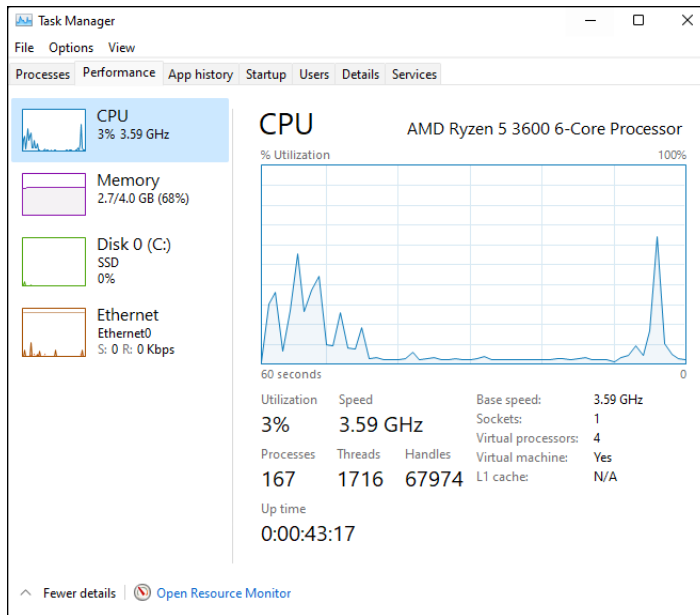 Task Manager
File Options View
Processes Performance App history Startup Users Details Services
CPU
3% 3.59 GHz
Memory
2.7/4.0 GB (68%)
Disk 0 (C:)
SSD
0%
Ethernet
Ethernet0
S: 0 R: 0 Kbps
CPU AMD Ryzen 5 3600 6-Core Processor
% Utilization 100%
60 seconds 0
Utilization Speed
3% 3.59 GHz
Processes Threads Handles
167 1716 67974
Up time
0:00:43:17
Base speed: 3.59 GHz
Sockets: 1
Virtual processors: 4
Virtual machine: Yes
L1 cache: N/A
Fewer details Open Resource Monitor